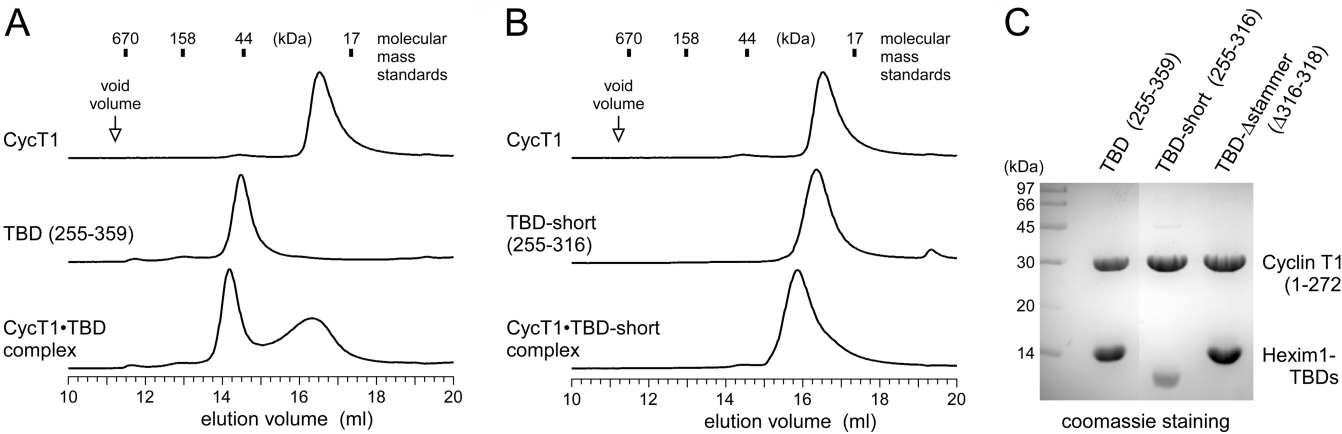 A
670 158 44 (kDa) 17 molecular
mass
standards
void
volume
CycT1
TBD (255-359)
CycT1•TBD
complex
10 12 14 16 18 20
elution volume (ml)
B
670 158 44 (kDa) 17 molecular
mass
standards
void
volume
CycT1
TBD-short
(255-316)
CycT1•TBD-short
complex
10 12 14 16 18 20
elution volume (ml)
C
TBD (255-359)
TBD-short (255-316)
TBD-Δstammer
(Δ316-318)
(kDa)
97
66
45
30
20
14
Cyclin T1
(1-272
Hexim1-
TBDs
coomassie staining